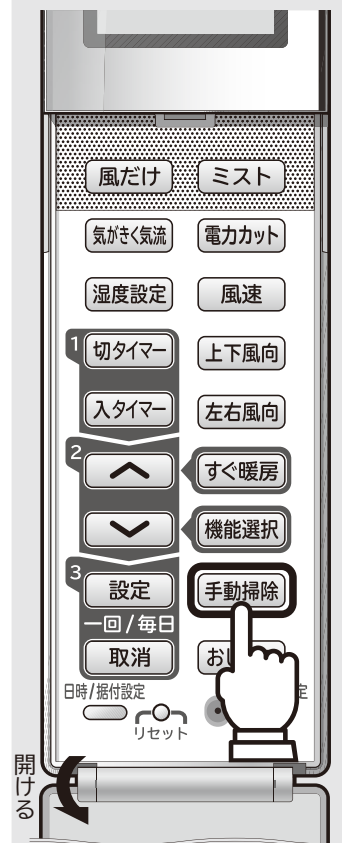 風だけ
ミスト
気がきく気流
電力カット
湿度設定
風速
1
切タイマー
上下風向
入タイマー
左右風向
2
すぐ暖房
機能選択
3
設定
手動掃除
一回/毎日
取消
お
日時/据付設定
定
リセット
開ける